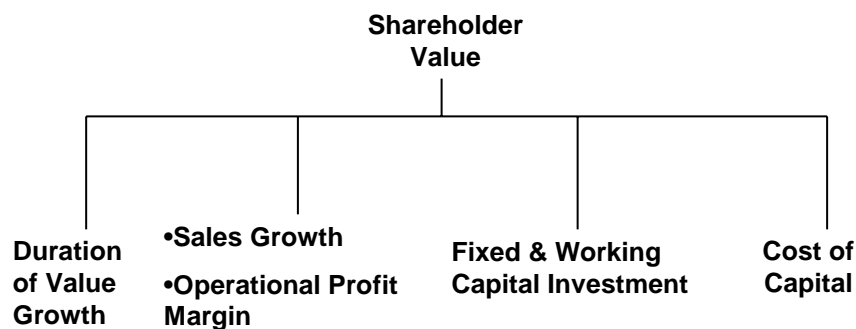 Shareholder
Value
Duration
of Value
Growth
•Sales Growth
•Operational Profit
Margin
Fixed & Working
Capital Investment
Cost of
Capital